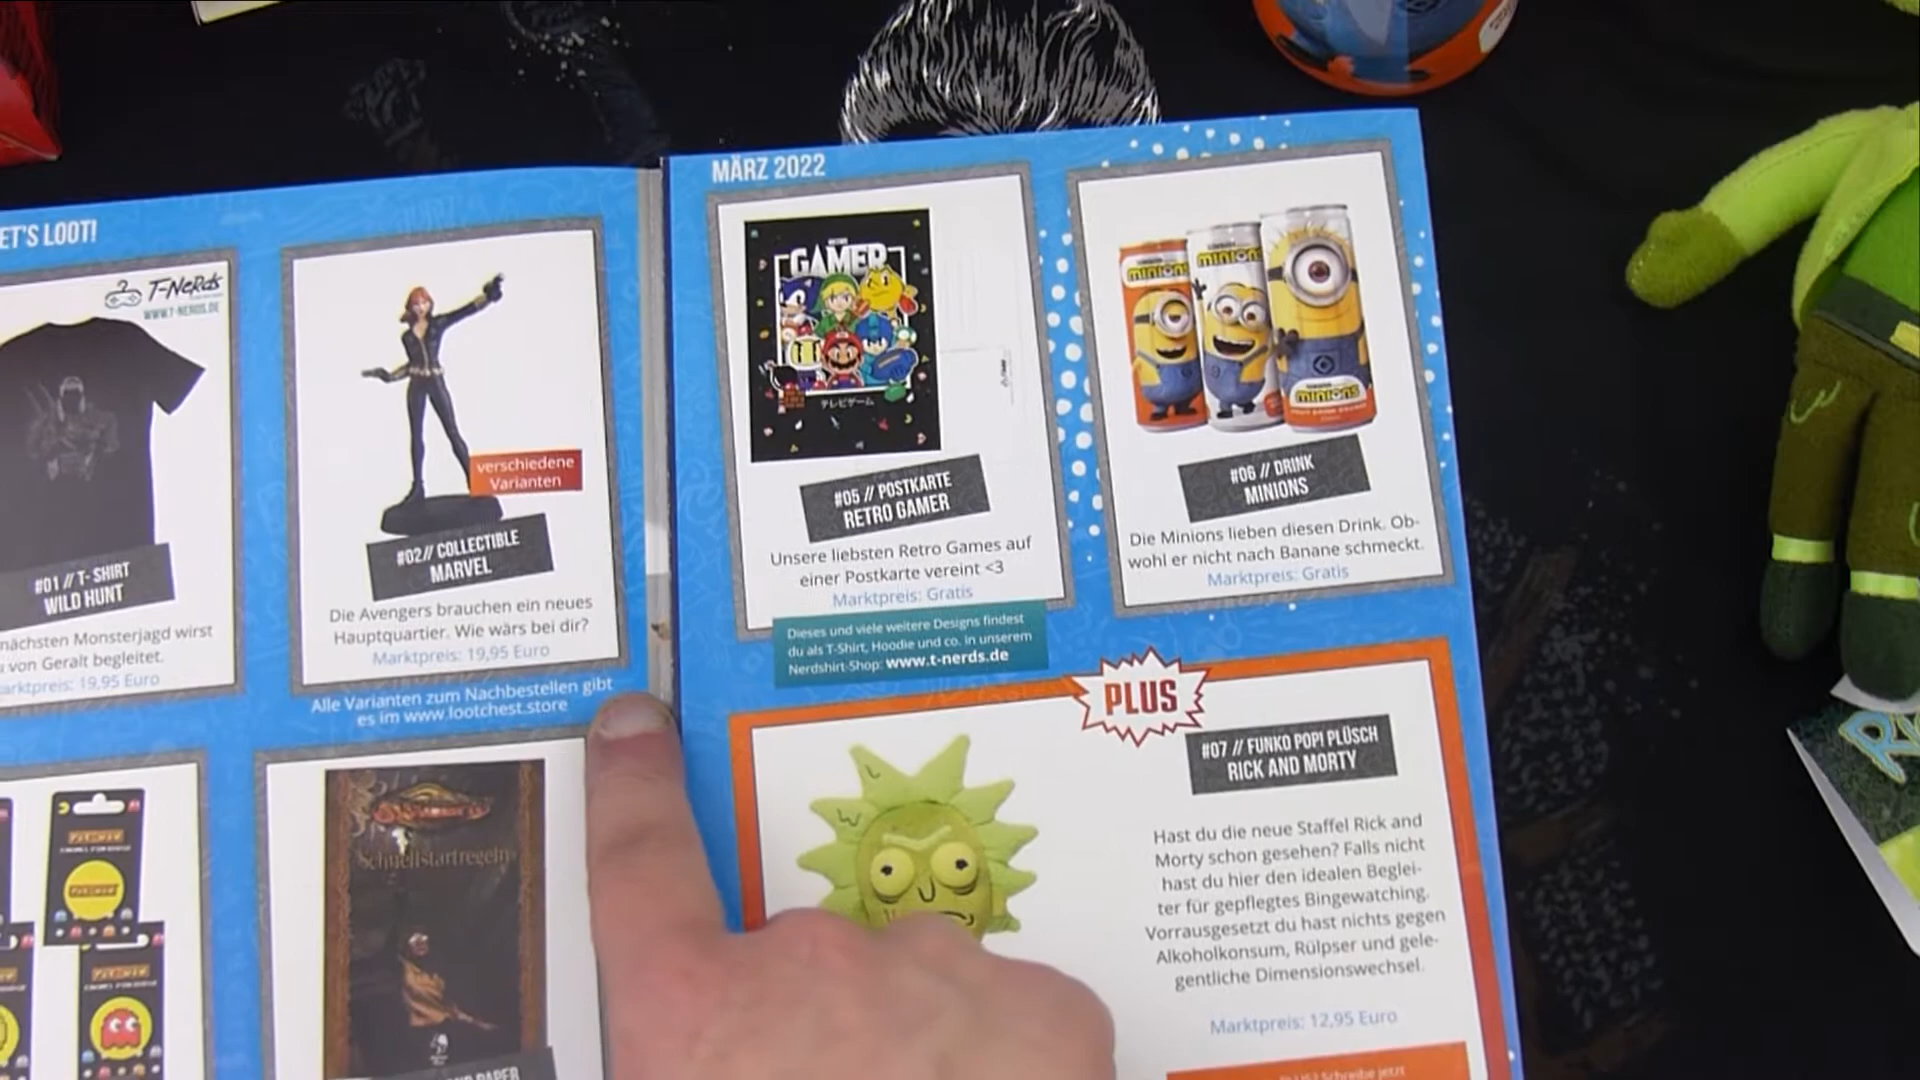 ET'S LOOT!
T-NeRdS
WWW.T-NERDS.DE
#01 // T-SHIRT
WILD HUNT
nächsten Monsterjagd wirst
von Geralt begleitet.
arktpreis: 19,95 Euro
verschiedene
Varianten
#02// COLLECTIBLE
MARVEL
Die Avengers brauchen ein neues
Hauptquartier. Wie wärs bei dir?
Marktpreis: 19,95 Euro
Alle Varianten zum Nachbestellen gibt
es im www.lootchest.store
Schnellstartregeln
MÄRZ 2022
GAMER
テレビゲーム
#05 // POSTKARTE
RETRO GAMER
Unsere liebsten Retro Games auf
einer Postkarte vereint <3
Marktpreis: Gratis
Dieses und viele weitere Designs findest
du als T-Shirt, Hoodie und co. in unserem
Nerdshirt-Shop: www.t-nerds.de
minions
minions
minions
#06 // DRINK
MINIONS
Die Minions lieben diesen Drink. Ob-
wohl er nicht nach Banane schmeckt.
Marktpreis: Gratis
PLUS
#07 // FUNKO POP! PLÜSCH
RICK AND MORTY
Hast du die neue Staffel Rick and
Morty schon gesehen? Falls nicht
hast du hier den idealen Beglei-
ter für gepflegtes Bingewatching.
Vorrausgesetzt du hast nichts gegen
Alkoholkonsum, Rülpser und gele-
gentliche Dimensionswechsel.
Marktpreis: 12,95 Euro